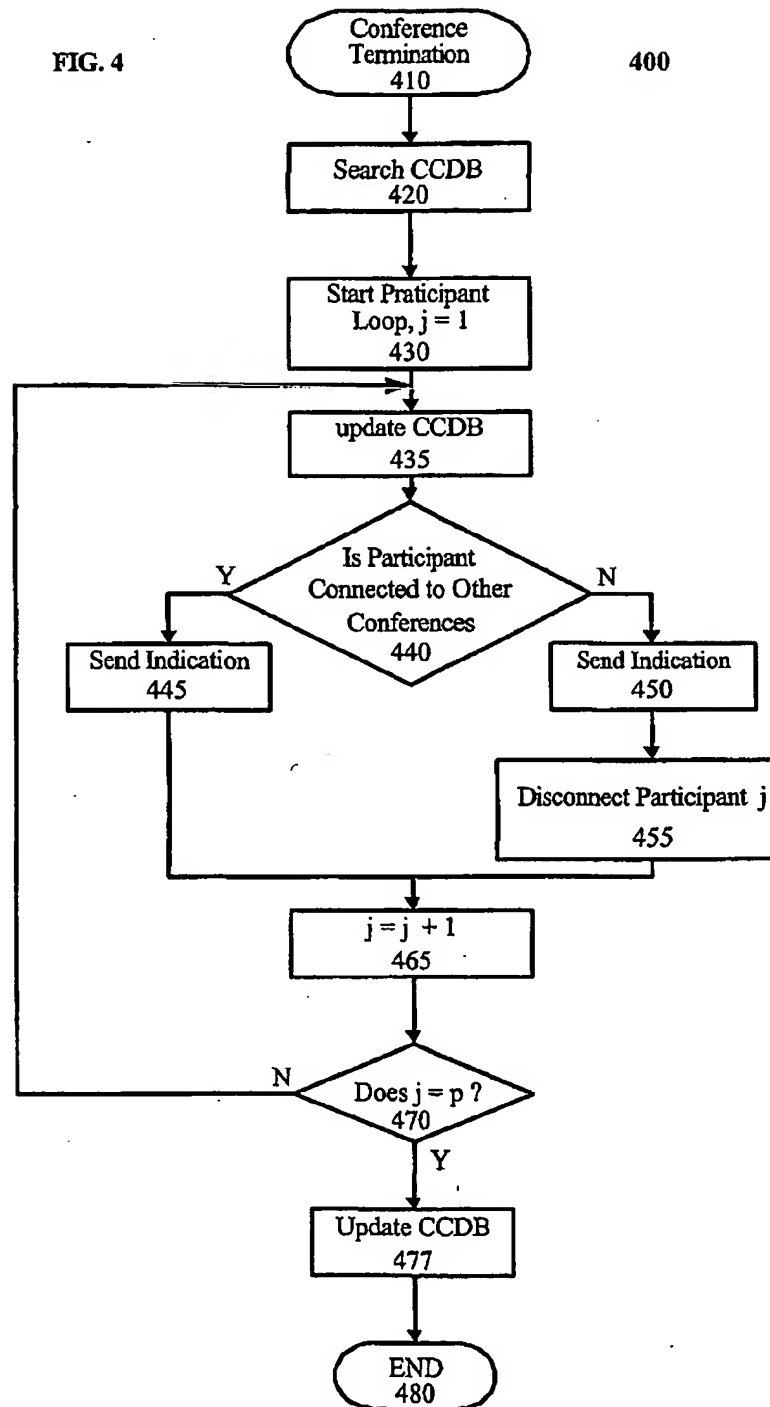 FIG. 4
400
Conference
Termination
410
Search CCDB
420
Start Praticipant
Loop, j = 1
430
update CCDB
435
Is Participant
Connected to Other
Conferences
440
Y
N
Send Indication
445
Send Indication
450
Disconnect Participant j
455
j = j + 1
465
N
Does j = p ?
470
Y
Update CCDB
477
END
480